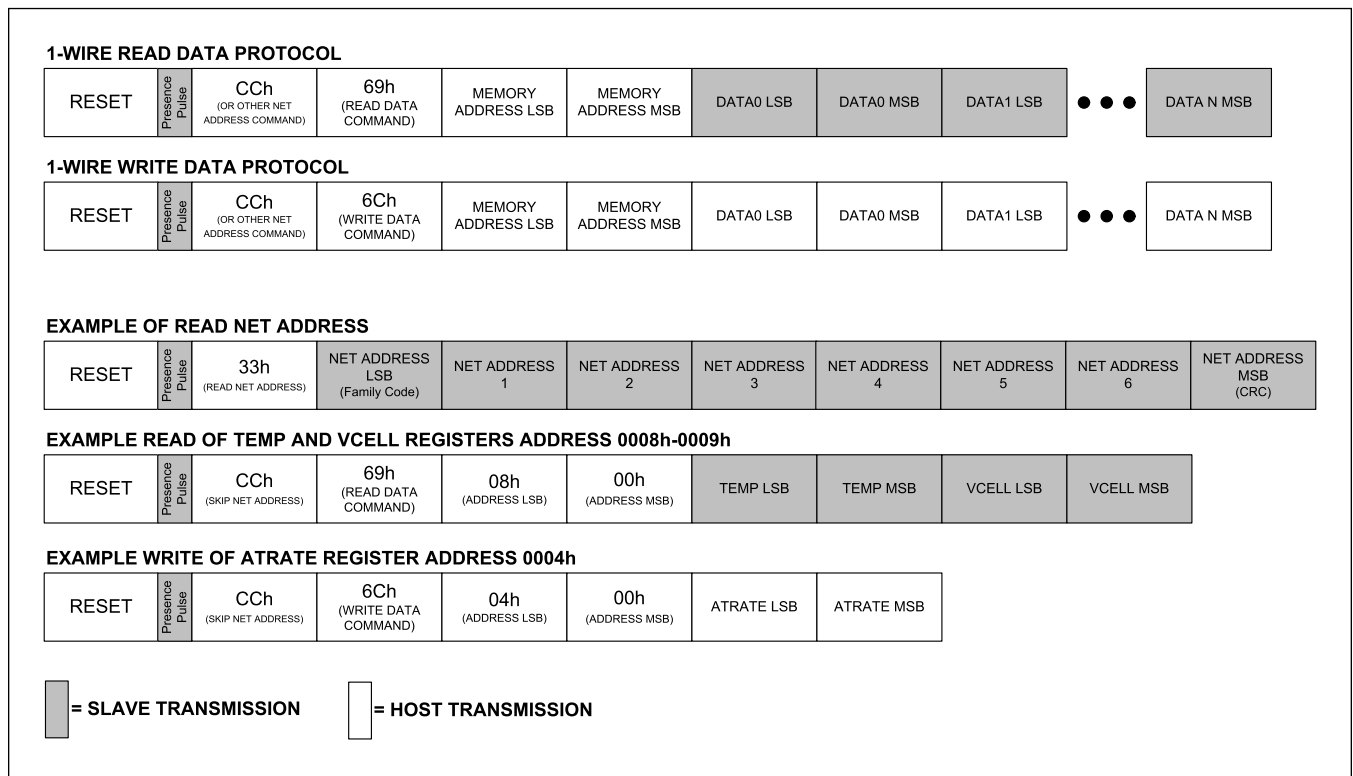 1-WIRE READ DATA PROTOCOL
RESET
Presence
Pulse
CCh
(OR OTHER NET
ADDRESS COMMAND)
69h
(READ DATA
COMMAND)
MEMORY
ADDRESS LSB
MEMORY
ADDRESS MSB
DATA0 LSB
DATA0 MSB
DATA1 LSB
DATA N MSB
1-WIRE WRITE DATA PROTOCOL
RESET
Presence
Pulse
CCh
(OR OTHER NET
ADDRESS COMMAND)
6Ch
(WRITE DATA
COMMAND)
MEMORY
ADDRESS LSB
MEMORY
ADDRESS MSB
DATA0 LSB
DATA0 MSB
DATA1 LSB
DATA N MSB
EXAMPLE OF READ NET ADDRESS
RESET
Presence
Pulse
33h
(READ NET ADDRESS)
NET ADDRESS
LSB
(Family Code)
NET ADDRESS
1
NET ADDRESS
2
NET ADDRESS
3
NET ADDRESS
4
NET ADDRESS
5
NET ADDRESS
6
NET ADDRESS
MSB
(CRC)
EXAMPLE READ OF TEMP AND VCELL REGISTERS ADDRESS 0008h-0009h
RESET
Presence
Pulse
CCh
(SKIP NET ADDRESS)
69h
(READ DATA
COMMAND)
08h
(ADDRESS LSB)
00h
(ADDRESS MSB)
TEMP LSB
TEMP MSB
VCELL LSB
VCELL MSB
EXAMPLE WRITE OF ATRATE REGISTER ADDRESS 0004h
RESET
Presence
Pulse
CCh
(SKIP NET ADDRESS)
6Ch
(WRITE DATA
COMMAND)
04h
(ADDRESS LSB)
00h
(ADDRESS MSB)
ATRATE LSB
ATRATE MSB
= SLAVE TRANSMISSION
= HOST TRANSMISSION